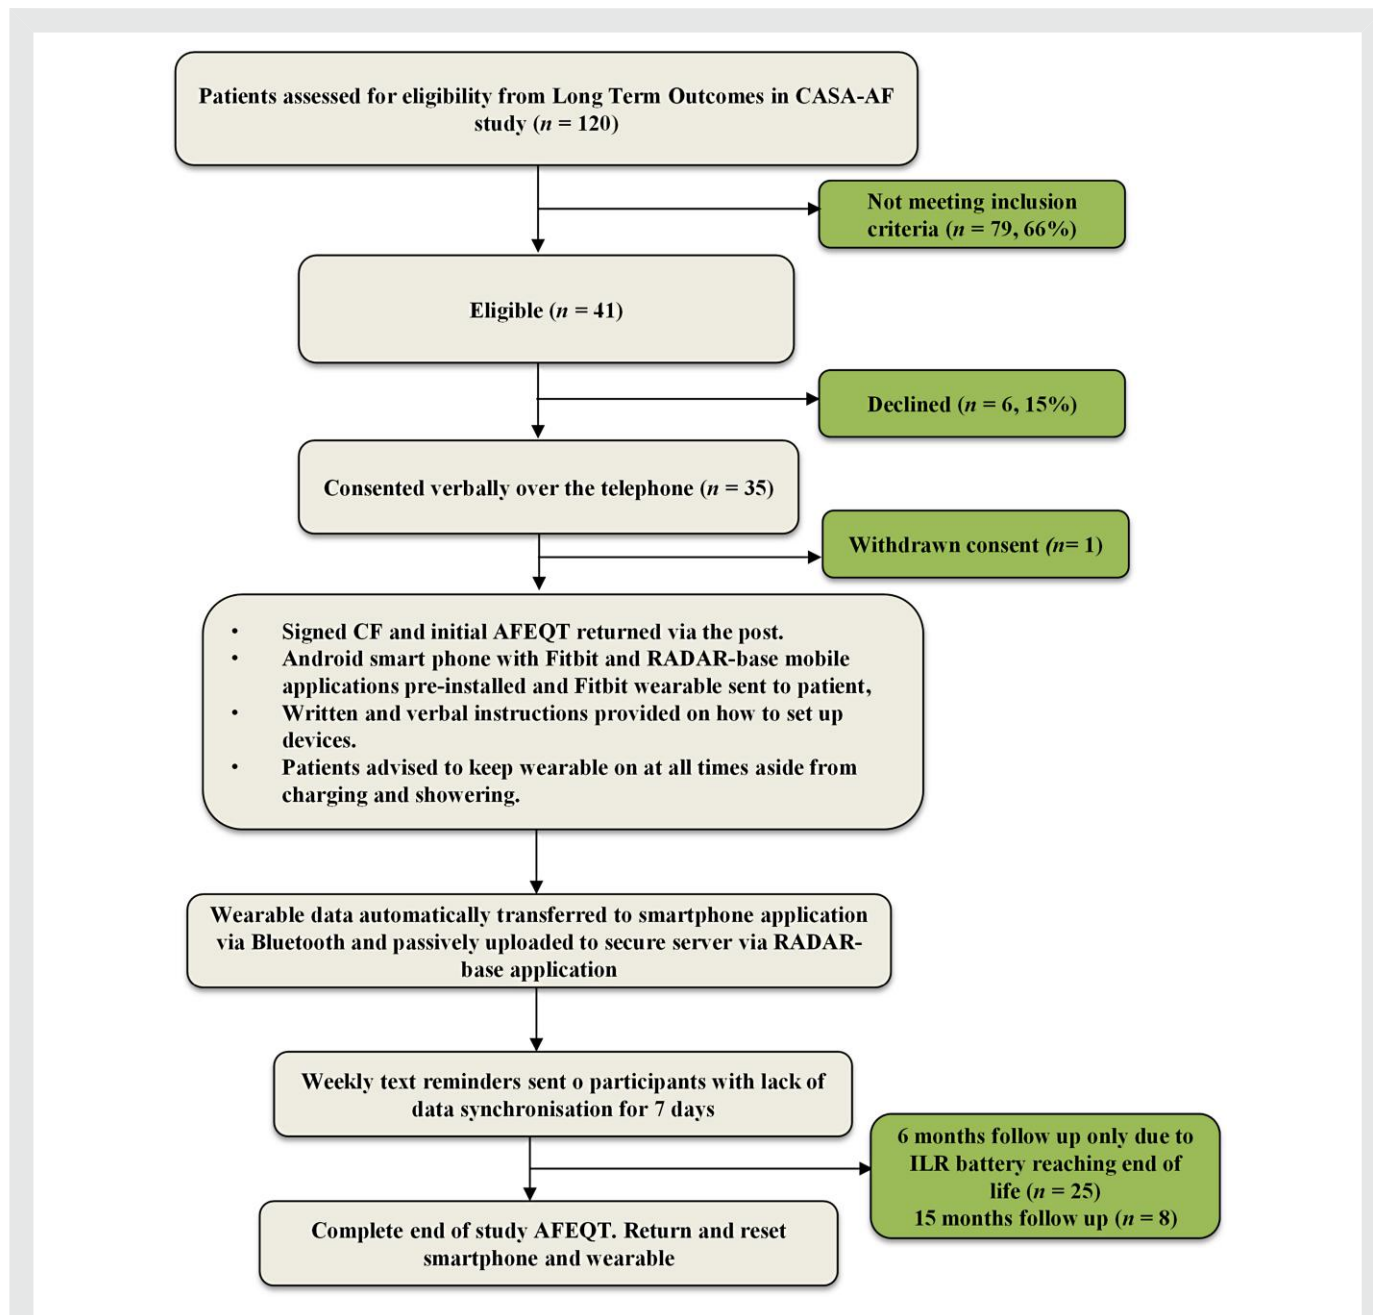 Patients assessed for eligibility from Long Term Outcomes in CASA-AF
study (n = 120)
Not meeting inclusion
criteria (n = 79, 66%)
Eligible (n = 41)
Declined (n = 6, 15%)
Consented verbally over the telephone (n = 35)
Withdrawn consent (n= 1)
• Signed CF and initial AFEQT returned via the post.
• Android smart phone with Fitbit and RADAR-base mobile
applications pre-installed and Fitbit wearable sent to patient,
• Written and verbal instructions provided on how to set up
devices.
• Patients advised to keep wearable on at all times aside from
charging and showering.
Wearable data automatically transferred to smartphone application
via Bluetooth and passively uploaded to secure server via RADAR-
base application
Weekly text reminders sent o participants with lack of
data synchronisation for 7 days
6 months follow up only due to
ILR battery reaching end of
life (n = 25)
15 months follow up (n = 8)
Complete end of study AFEQT. Return and reset
smartphone and wearable